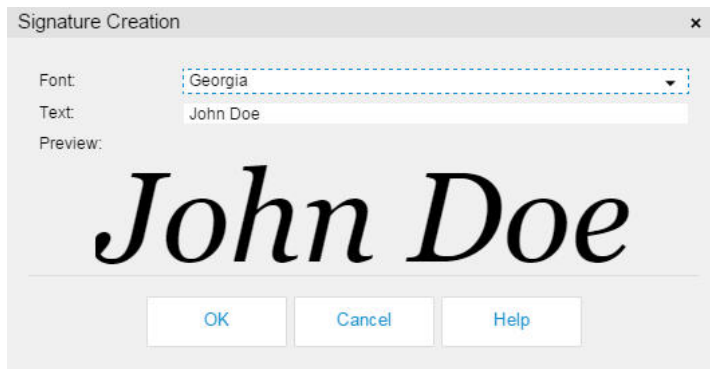 Signature Creation ×
Font: Georgia
Text: John Doe
Preview:
John Doe
OK Cancel Help